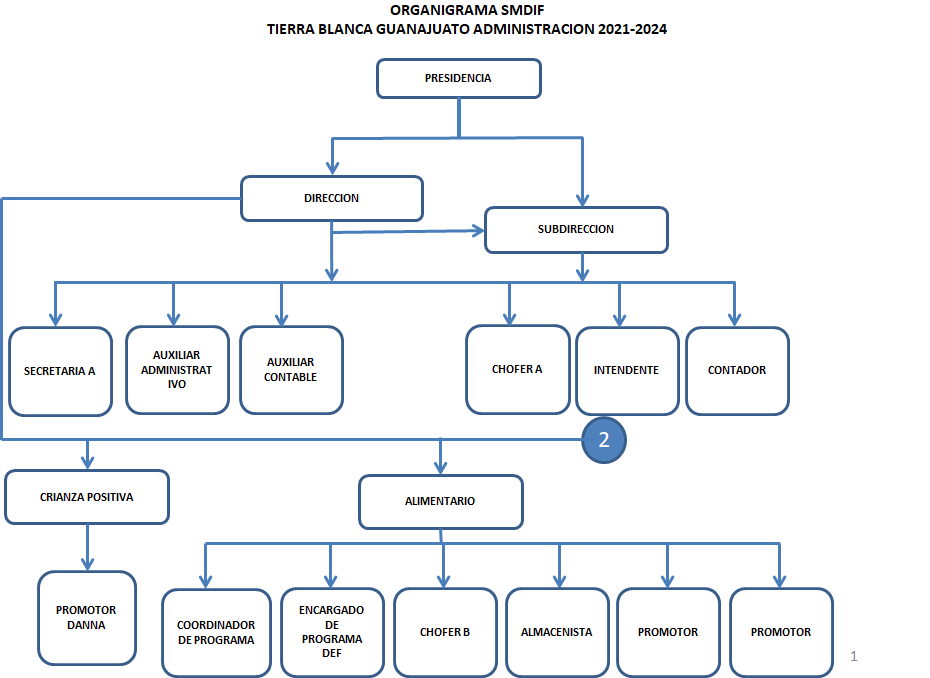 ORGANIGRAMA SMDIF
TIERRA BLANCA GUANAJUATO ADMINISTRACION 2021-2024
PRESIDENCIA
DIRECCION
SUBDIRECCION
SECRETARIA A
AUXILIAR
ADMINISTRAT
IVO
AUXILIAR
CONTABLE
CHOFER A
INTENDENTE
CONTADOR
2
CRIANZA POSITIVA
ALIMENTARIO
PROMOTOR
DANNA
COORDINADOR
DE PROGRAMA
ENCARGADO
DE
PROGRAMA
DEF
CHOFER B
ALMACENISTA
PROMOTOR
PROMOTOR
1